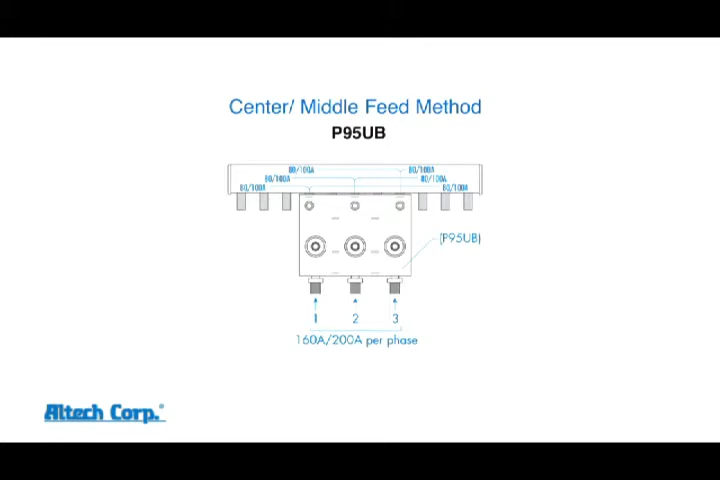 Center/ Middle Feed Method
P95UB
80/100A 80/100A
80/100A 80/100A
80/100A 80/100A
(P95UB)
1 2 3
160A/200A per phase
Altech Corp.®